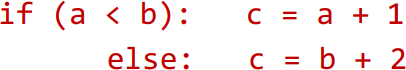 if (a < b):   c = a + 1
      else:   c = b + 2